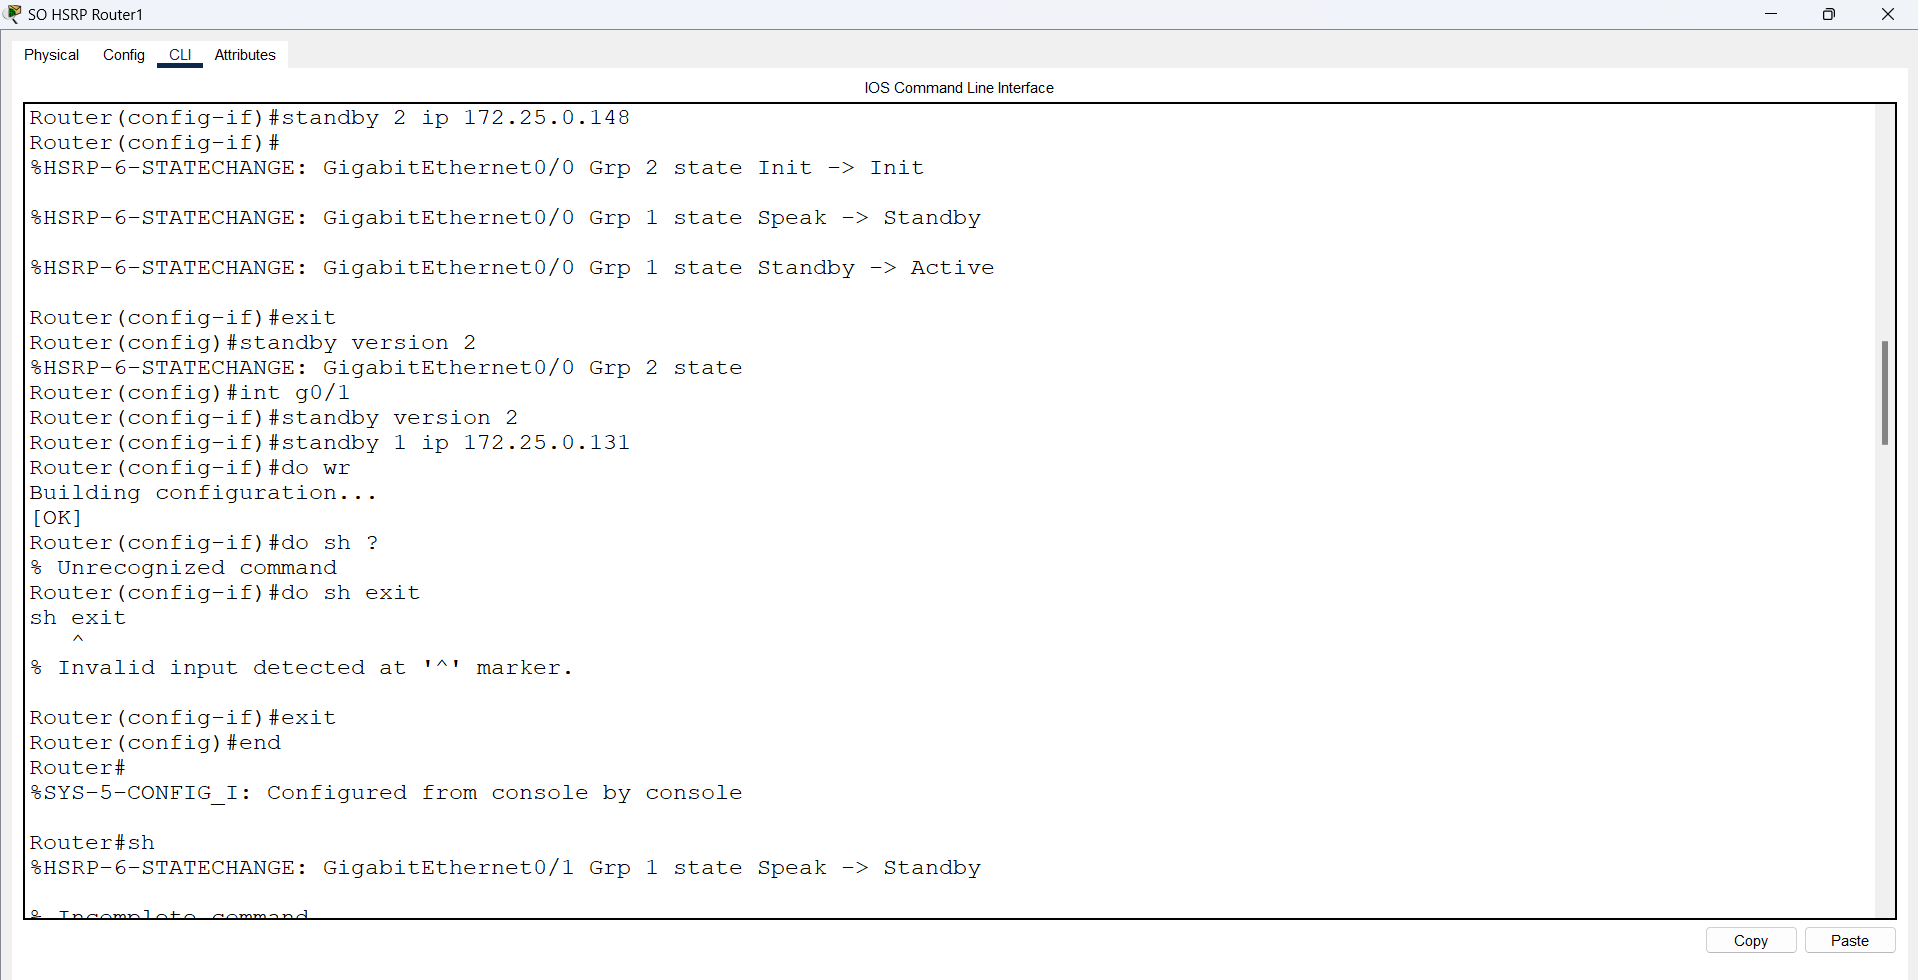 SO HSRP Router1
Physical Config CLI Attributes
IOS Command Line Interface
Router(config-if)#standby 2 ip 172.25.0.148
Router(config-if)#
%HSRP-6-STATECHANGE: GigabitEthernet0/0 Grp 2 state Init -> Init
%HSRP-6-STATECHANGE: GigabitEthernet0/0 Grp 1 state Speak -> Standby
%HSRP-6-STATECHANGE: GigabitEthernet0/0 Grp 1 state Standby -> Active
Router(config-if)#exit
Router(config)#standby version 2
%HSRP-6-STATECHANGE: GigabitEthernet0/0 Grp 2 state
Router(config)#int g0/1
Router(config-if)#standby version 2
Router(config-if)#standby 1 ip 172.25.0.131
Router(config-if)#do wr
Building configuration...
[OK]
Router(config-if)#do sh ?
% Unrecognized command
Router(config-if)#do sh exit
sh exit
^
% Invalid input detected at '^' marker.
Router(config-if)#exit
Router(config)#end
Router#
%SYS-5-CONFIG_I: Configured from console by console
Router#sh
%HSRP-6-STATECHANGE: GigabitEthernet0/1 Grp 1 state Speak -> Standby
% Incomplete command
Copy Paste